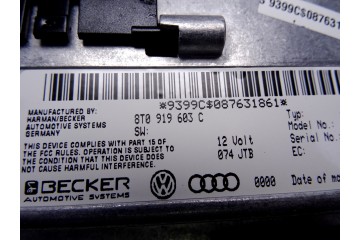 9 9399C$08763
*9399C$087631861*
MANUFACTURED BY:
HARMAN/BECKER
AUTOMOTIVE SYSTEMS
GERMANY
8T0 919 603 C
SW:
Typ:
Model No
Serial No.:
12 Volt
074 JTB
EC:
THIS DEVICE COMPLIES WITH PART 15 OF
THE FCC RULES. OPERATION IS SUBJECT TO
THE CONDITION THAT THIS DEVICE DOES NOT
CAUSE HARMFUL INTERFERENCE
BECKER
AUTOMOTIVE SYSTEMS
0000
Date of ma